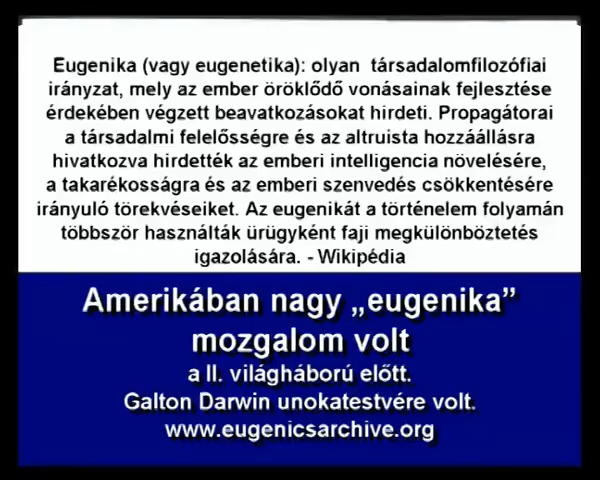 Eugenika (vagy eugenetika): olyan társadalomfilozófiai
irányzat, mely az ember öröklődő vonásainak fejlesztése
érdekében végzett beavatkozásokat hirdeti. Propagátorai
a társadalmi felelősségre és az altruista hozzáállásra
hivatkozva hirdették az emberi intelligencia növelésére,
a takarékosságra és az emberi szenvedés csökkentésére
irányuló törekvéseiket. Az eugenikát a történelem folyamán
többször használták ürügyként faji megkülönböztetés
igazolására. - Wikipédia
Amerikában nagy „eugenika”
mozgalom volt
a II. világháború előtt.
Galton Darwin unokatestvére volt.
www.eugenicsarchive.org